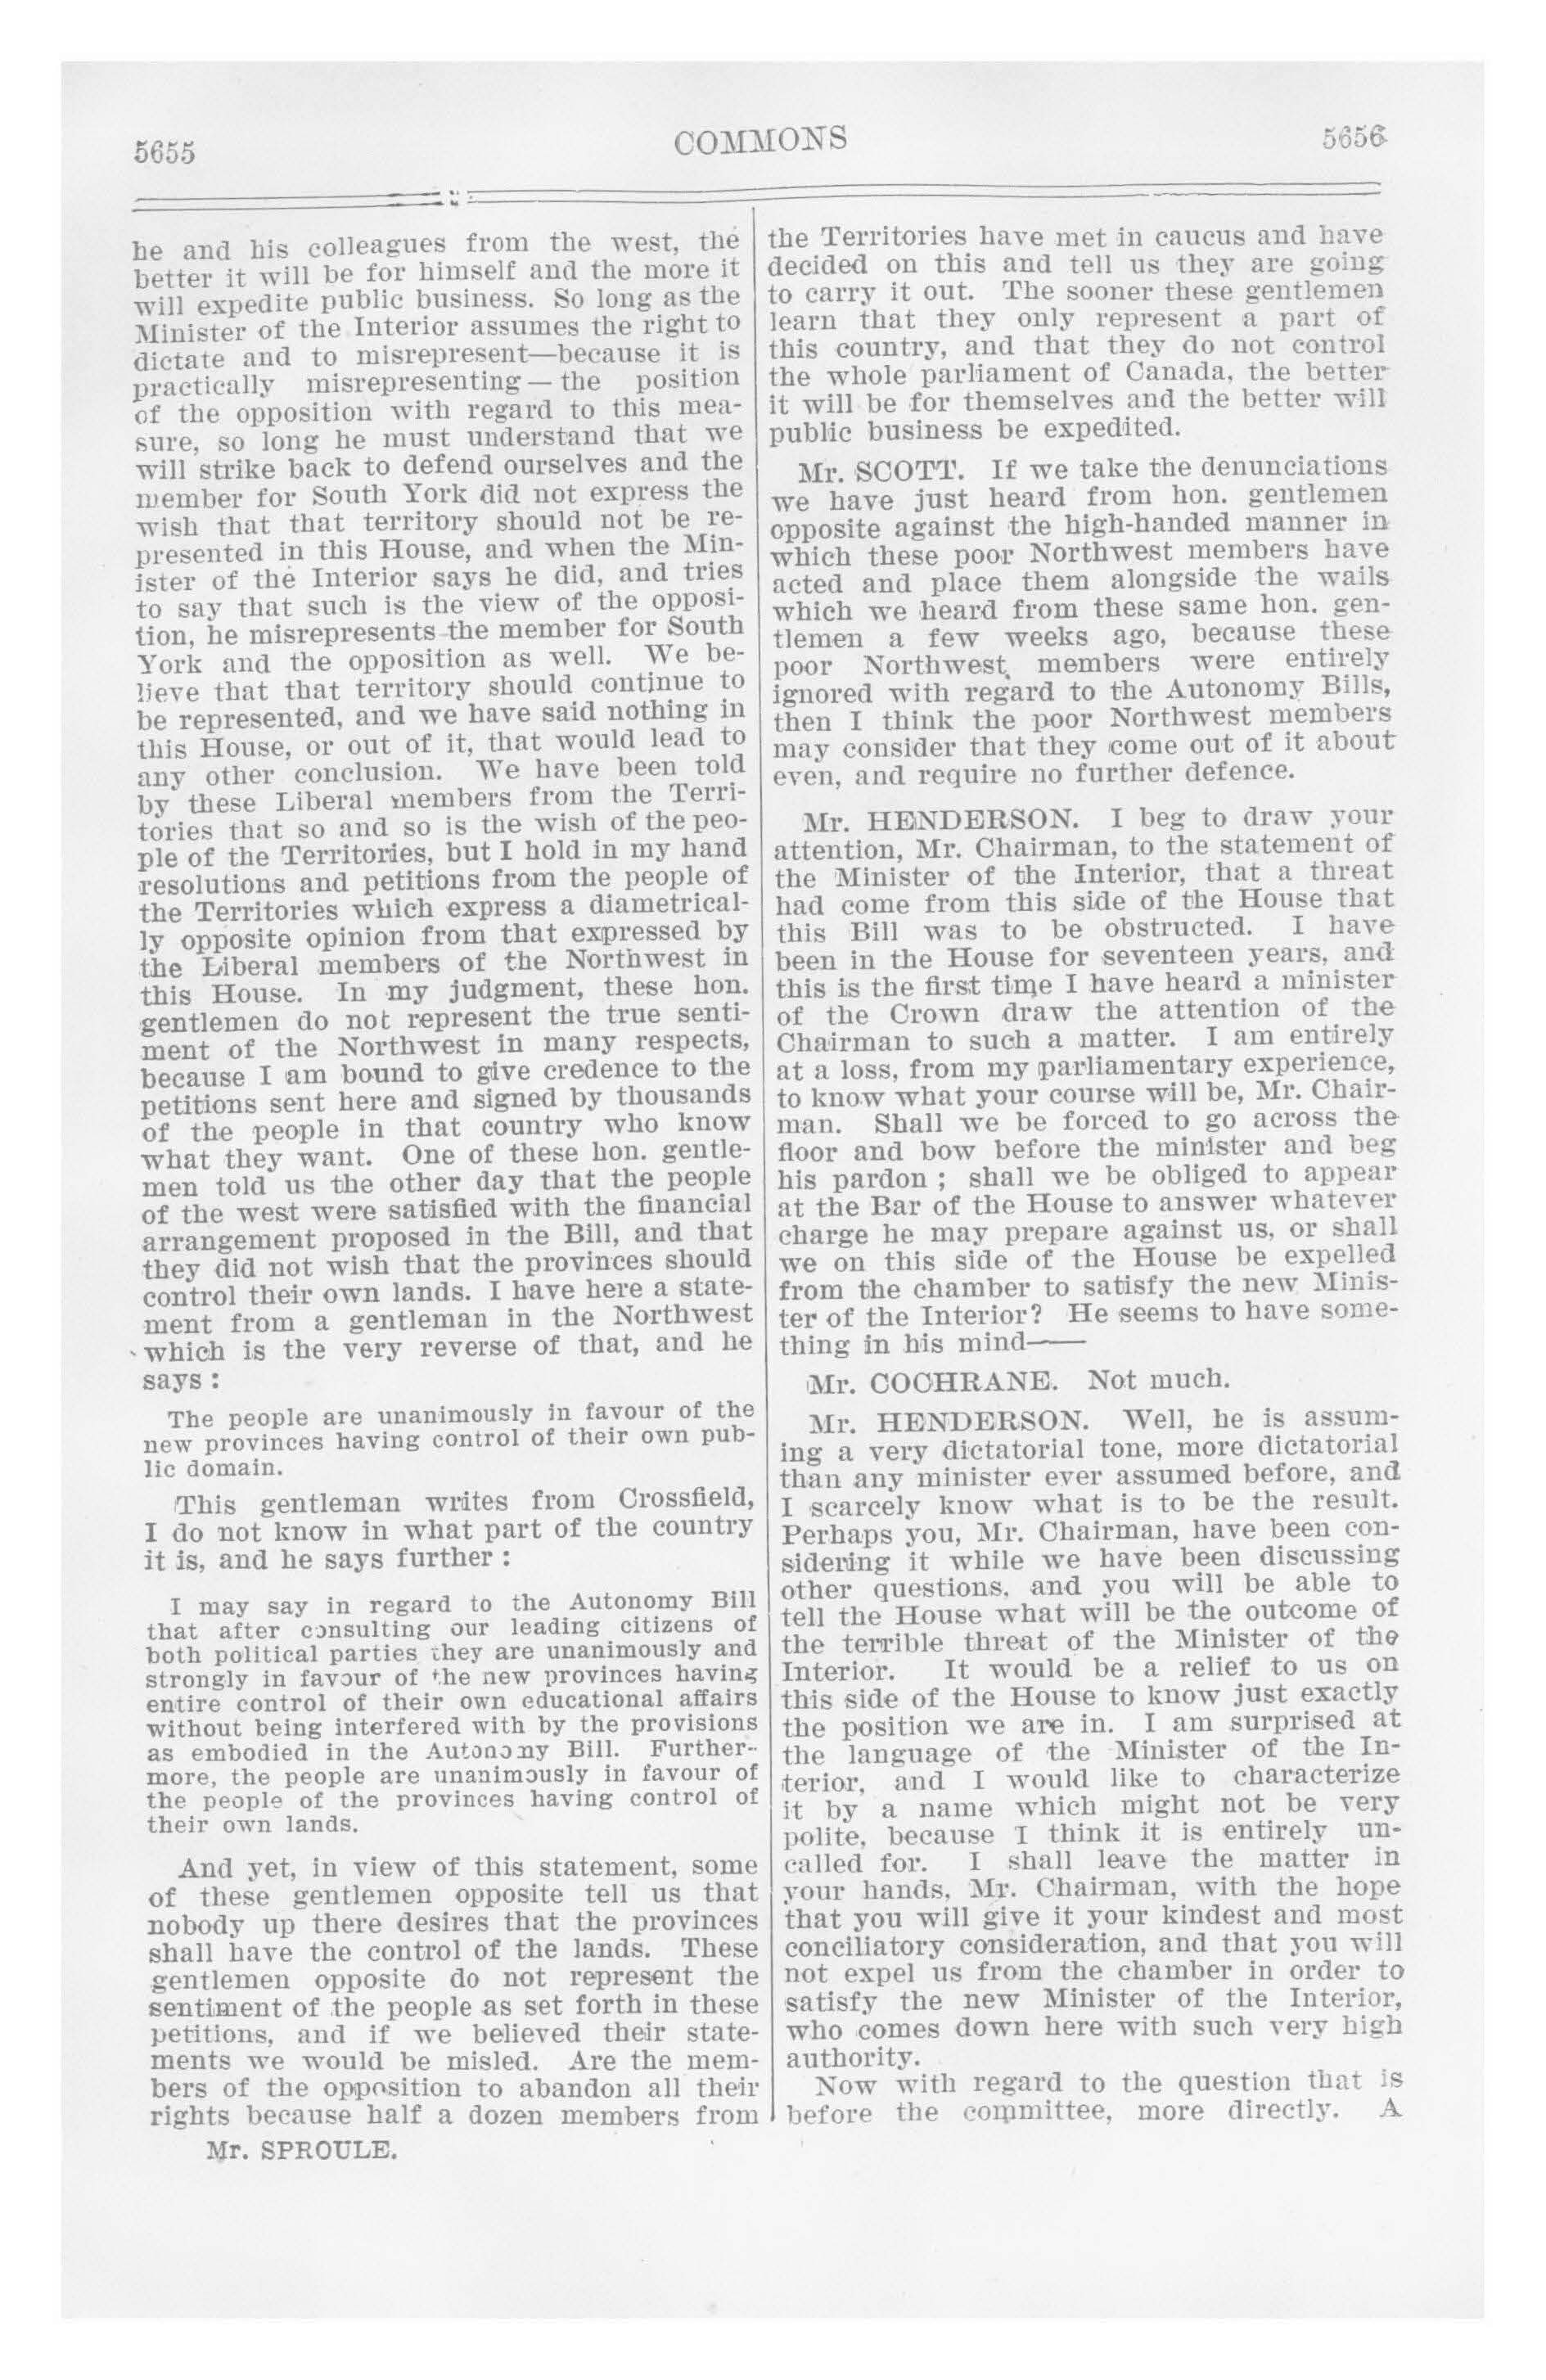 5655
COMMONS
5656
he and his colleagues from the west, the
better it will be for himself and the more it
will expedite public business. So long as the
Minister of the Interior assumes the right to
dictate and to misrepresent—because it is
practically misrepresenting—the position
of the opposition with regard to this mea-
sure, so long he must understand that we
will strike back to defend ourselves and the
member for South York did not express the
wish that that territory should not be re-
presented in this House, and when the Min-
ister of the Interior says he did, and tries
to say that such is the view of the opposi-
tion, he misrepresents the member for South
York and the opposition as well. We be-
lieve that that territory should continue to
be represented, and we have said nothing in
this House, or out of it, that would lead to
any other conclusion. We have been told
by these Liberal members from the Terri-
tories that so and so is the wish of the peo-
ple of the Territories, but I hold in my hand
resolutions and petitions from the people of
the Territories which express a diametrical-
ly opposite opinion from that expressed by
the Liberal members of the Northwest in
this House. In my judgment, these hon.
gentlemen do not represent the true senti-
ment of the Northwest in many respects,
because I am bound to give credence to the
petitions sent here and signed by thousands
of the people in that country who know
what they want. One of these hon. gentle-
men told us the other day that the people
of the west were satisfied with the financial
arrangement proposed in the Bill, and that
they did not wish that the provinces should
control their own lands. I have here a state-
ment from a gentleman in the Northwest
which is the very reverse of that, and he
says :
The people are unanimously in favour of the
new provinces having control of their own pub-
lic domain.
This gentleman writes from Crossfield,
I do not know in what part of the country
it is, and he says further :
I may say in regard to the Autonomy Bill
that after consulting our leading citizens of
both political parties they are unanimously and
strongly in favour of the new provinces having
entire control of their own educational affairs
without being interfered with by the provisions
as embodied in the Autonomy Bill. Further-
more, the people are unanimously in favour of
the people of the provinces having control of
their own lands.
And yet, in view of this statement, some
of these gentlemen opposite tell us that
nobody up there desires that the provinces
shall have the control of the lands. These
gentlemen opposite do not represent the
sentiment of the people as set forth in these
petitions, and if we believed their state-
ments we would be misled. Are the mem-
bers of the opposition to abandon all their
rights because half a dozen members from
Mr. SPROULE.
the Territories have met in caucus and have
decided on this and tell us they are going
to carry it out. The sooner these gentlemen
learn that they only represent a part of
this country, and that they do not control
the whole parliament of Canada, the better
it will be for themselves and the better will
public business be expedited.
Mr. SCOTT. If we take the denunciations
we have just heard from hon. gentlemen
opposite against the high-handed manner in
which these poor Northwest members have
acted and place them alongside the wails
which we heard from these same hon. gen-
tlemen a few weeks ago, because these
poor Northwest members were entirely
ignored with regard to the Autonomy Bills,
then I think the poor Northwest members
may consider that they come out of it about
even, and require no further defence.
Mr. HENDERSON. I beg to draw your
attention, Mr. Chairman, to the statement of
the Minister of the Interior, that a threat
had come from this side of the House that
this Bill was to be obstructed. I have
been in the House for seventeen years, and
this is the first time I have heard a minister
of the Crown draw the attention of the
Chairman to such a matter. I am entirely
at a loss, from my parliamentary experience,
to know what your course will be, Mr. Chair-
man. Shall we be forced to go across the
floor and bow before the minister and beg
his pardon ; shall we be obliged to appear
at the Bar of the House to answer whatever
charge he may prepare against us, or shall
we on this side of the House be expelled
from the chamber to satisfy the new Minis-
ter of the Interior? He seems to have some-
thing in his mind——
Mr. COCHRANE. Not much.
Mr. HENDERSON. Well, he is assum-
ing a very dictatorial tone, more dictatorial
than any minister ever assumed before, and
I scarcely know what is to be the result.
Perhaps you, Mr. Chairman, have been con-
sidering it while we have been discussing
other questions, and you will be able to
tell the House what will be the outcome of
the terrible threat of the Minister of the
Interior. It would be a relief to us on
this side of the House to know just exactly
the position we are in. I am surprised at
the language of the Minister of the In-
terior, and I would like to characterize
it by a name which might not be very
polite, because I think it is entirely un-
called for. I shall leave the matter in
your hands, Mr. Chairman, with the hope
that you will give it your kindest and most
conciliatory consideration, and that you will
not expel us from the chamber in order to
satisfy the new Minister of the Interior,
who comes down here with such very high
authority.
Now with regard to the question that is
before the committee, more directly. A